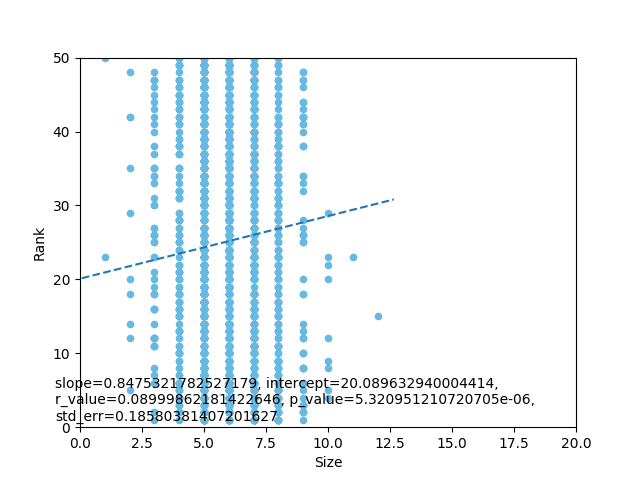 50
40
30
20
10
0
Rank
slope=0.8475321782527179, intercept=20.089632940004414,
r_value=0.08999862181422646, p_value=5.320951210720705e-06,
std_err=0.18580381407201627
0.0 2.5 5.0 7.5 10.0 12.5 15.0 17.5 20.0
Size